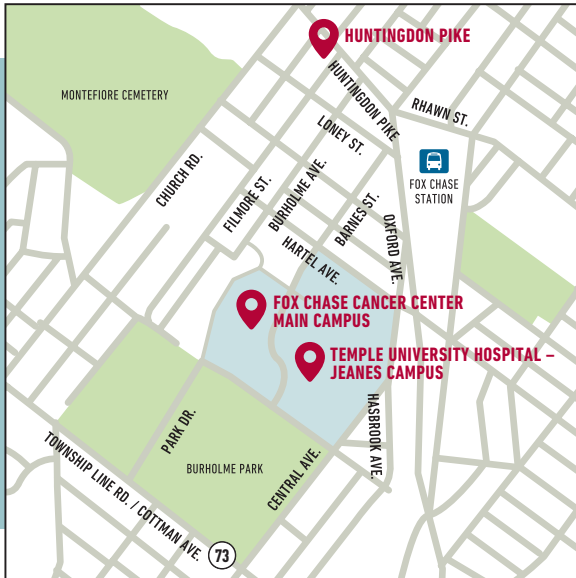 HUNTINGDON PIKE
HUNTINGDON PIKE
RHAWN ST.
MONTEFIORE CEMETERY
LONEY ST.
FOX CHASE
STATION
CHURCH RD.
FILMORE ST.
BURHOLME AVE.
BARNES ST.
OXFORD AVE.
HARTEL AVE.
FOX CHASE CANCER CENTER
MAIN CAMPUS
TEMPLE UNIVERSITY HOSPITAL –
JEANES CAMPUS
HASBROOK AVE.
PARK DR.
BURHOLME PARK
CENTRAL AVE.
TOWNSHIP LINE RD. / COTTMAN AVE.
73